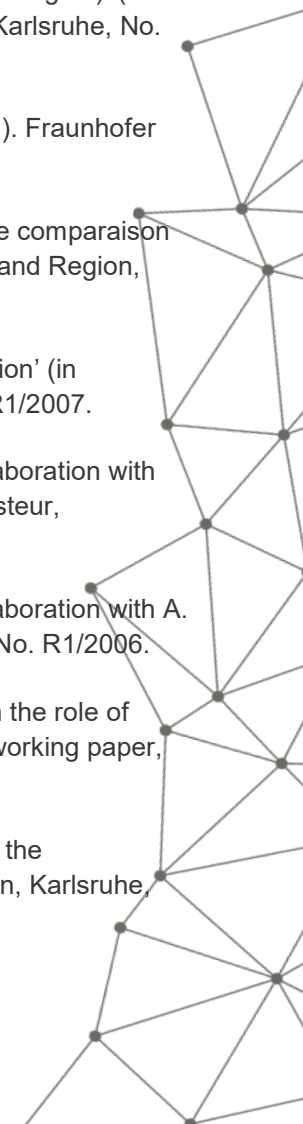 Karlsruhe, No.
). Fraunhofer
e comparaison
and Region,
ion’ (in
R1/2007.
aboration with
steur,
aboration with A.
No. R1/2006.
n the role of
working paper,
the
n, Karlsruhe,